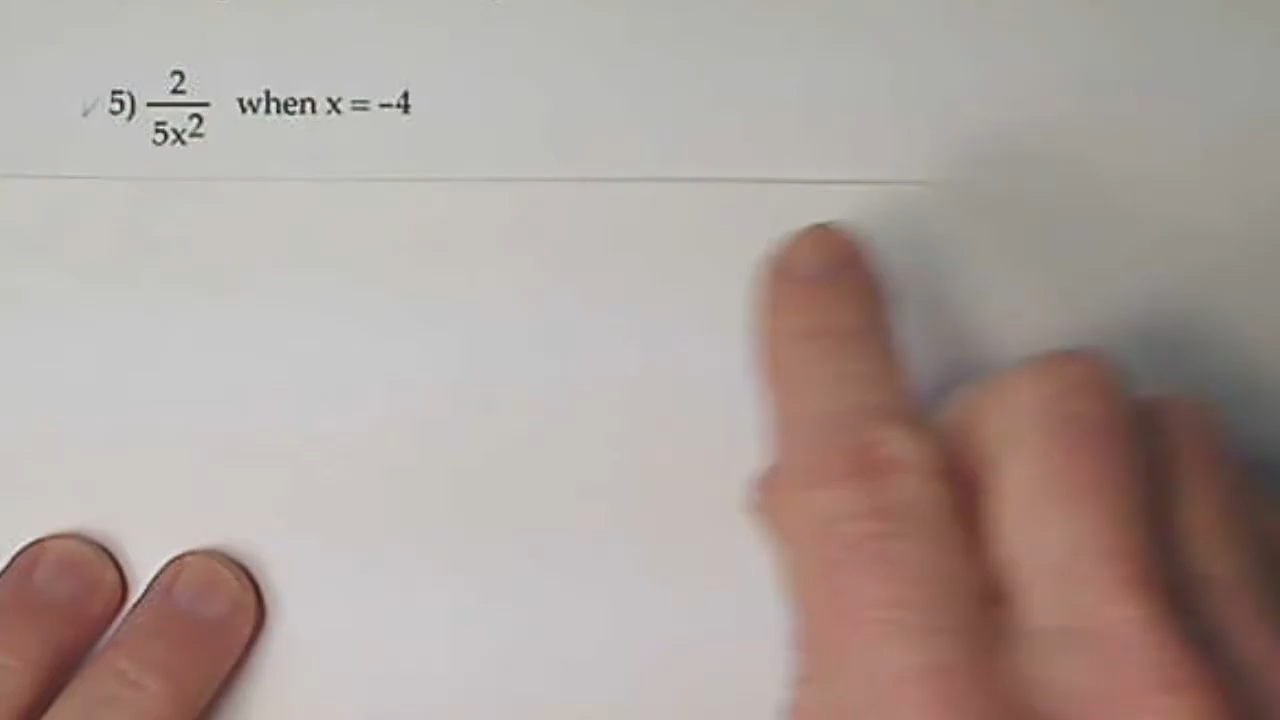 5) 2/5x² when x = –4